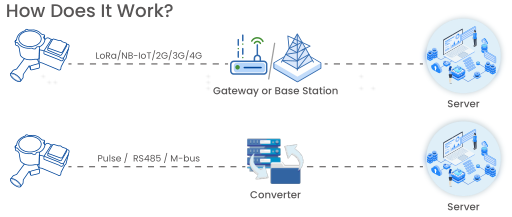 How Does It Work?
LoRa/NB-IoT/2G/3G/4G
Gateway or Base Station
Server
Pulse / RS485 / M-bus
Converter
Server